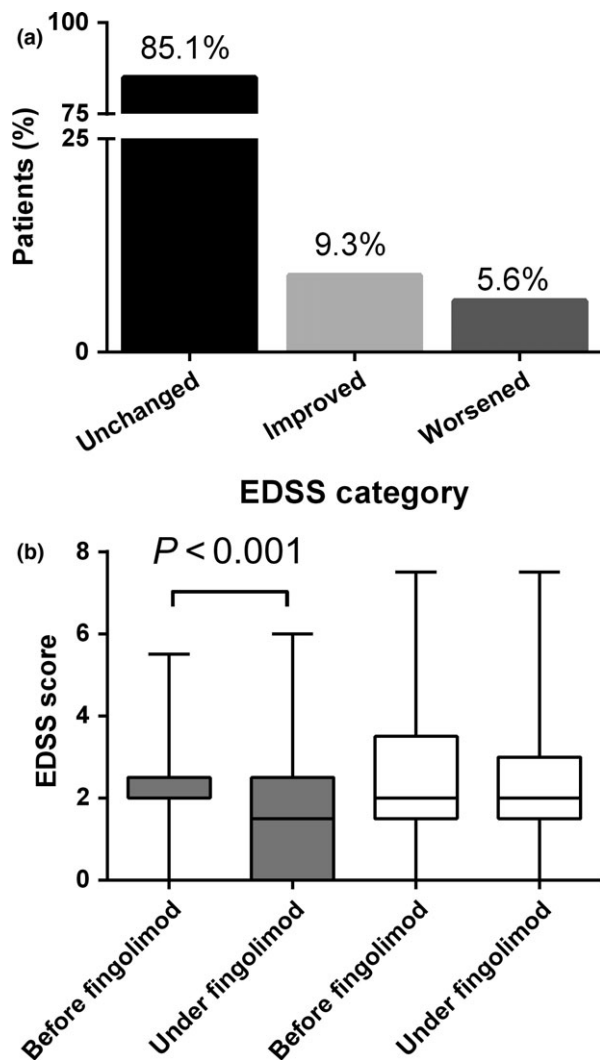 (a)
100
85.1%
75
25
9.3%
5.6%
0
Patients (%)
Unchanged
Improved
Worsened
EDSS category
(b)
P < 0.001
8
6
4
2
0
EDSS score
Before fingolimod
Under fingolimod
Before fingolimod
Under fingolimod